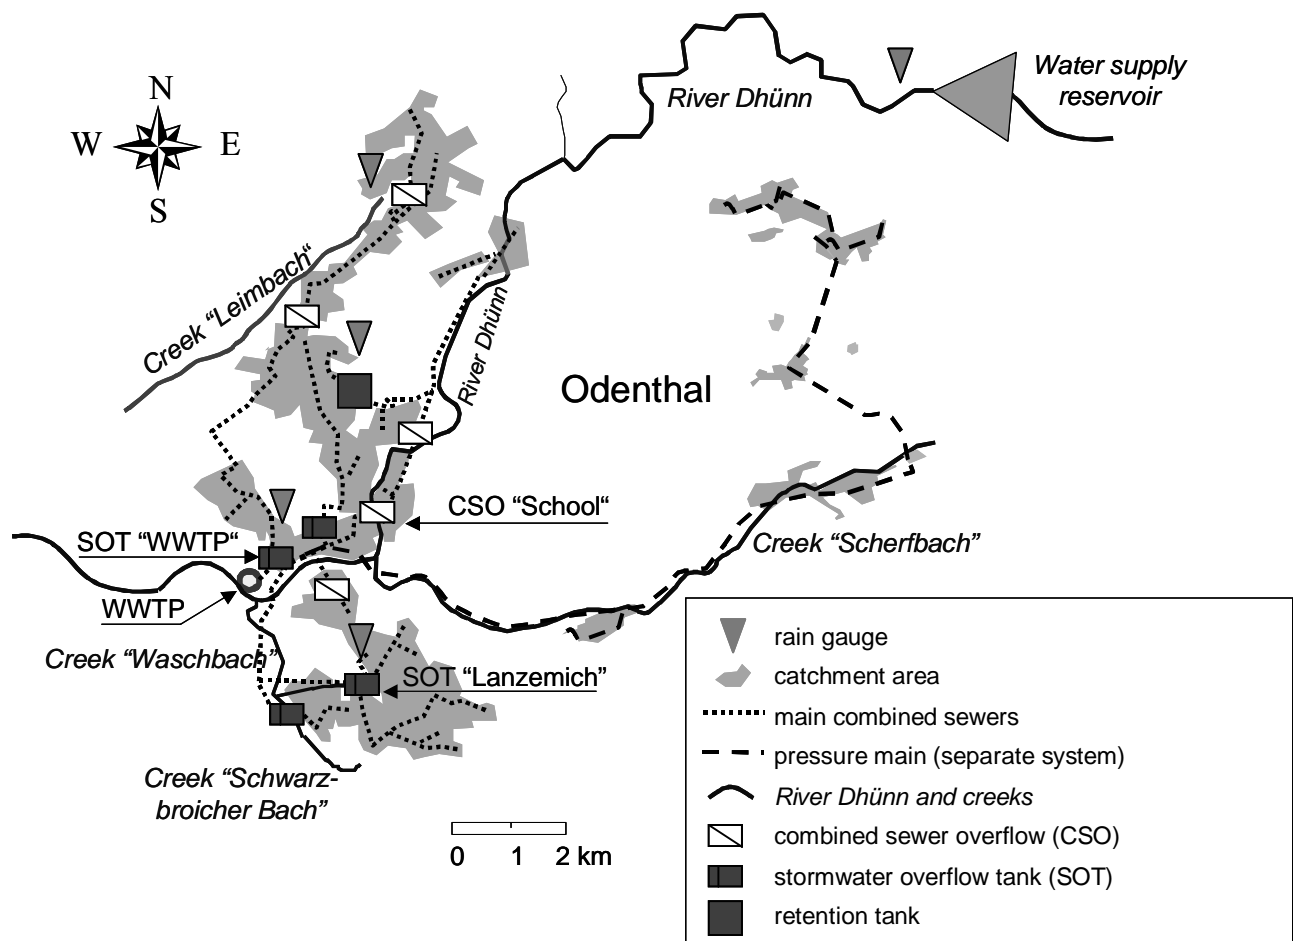 N
W E
S
River Dhünn
Water supply
reservoir
Creek “Leimbach“
River Dhünn
Odenthal
CSO “School“
SOT “WWTP“
WWTP
Creek “Scherfbach”
Creek “Waschbach”
SOT “Lanzemich”
Creek “Schwarz-
broicher Bach”
0 1 2 km
rain gauge
catchment area
main combined sewers
pressure main (separate system)
River Dhünn and creeks
combined sewer overflow (CSO)
stormwater overflow tank (SOT)
retention tank